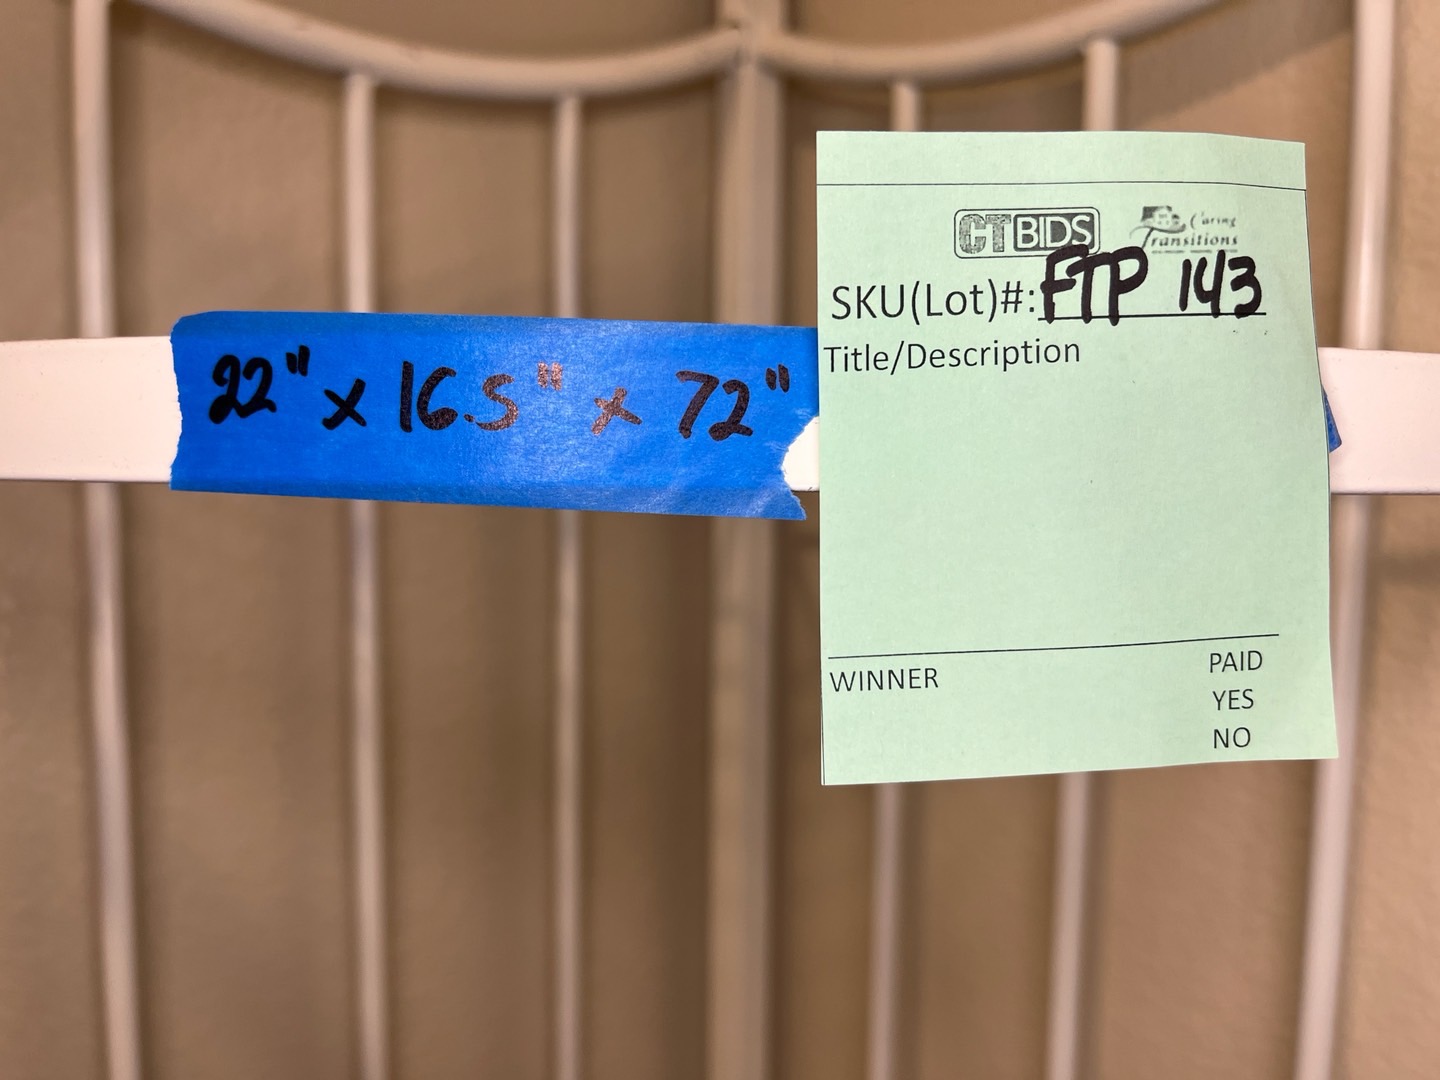 22" x 16.5" x 72"
CTBIDS
Caring Transitions
SKU(Lot)#: FTP 143
Title/Description
WINNER
PAID
YES
NO